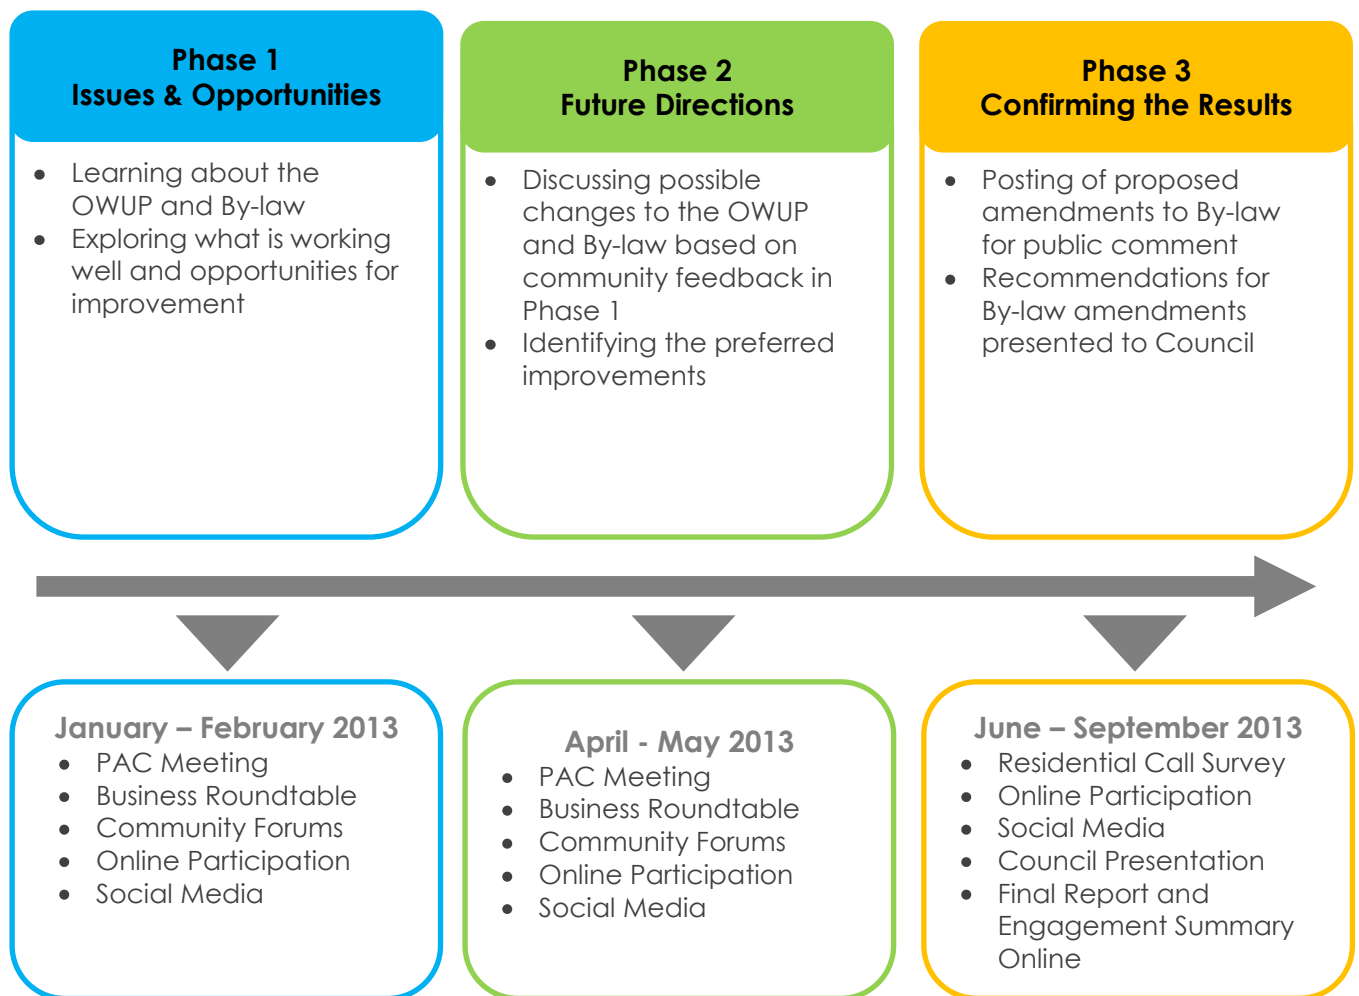 Phase 1
Issues & Opportunities
• Learning about the
OWUP and By-law
• Exploring what is working
well and opportunities for
improvement
Phase 2
Future Directions
• Discussing possible
changes to the OWUP
and By-law based on
community feedback in
Phase 1
• Identifying the preferred
improvements
Phase 3
Confirming the Results
• Posting of proposed
amendments to By-law
for public comment
• Recommendations for
By-law amendments
presented to Council
January – February 2013
• PAC Meeting
• Business Roundtable
• Community Forums
• Online Participation
• Social Media
April - May 2013
• PAC Meeting
• Business Roundtable
• Community Forums
• Online Participation
• Social Media
June – September 2013
• Residential Call Survey
• Online Participation
• Social Media
• Council Presentation
• Final Report and
Engagement Summary
Online